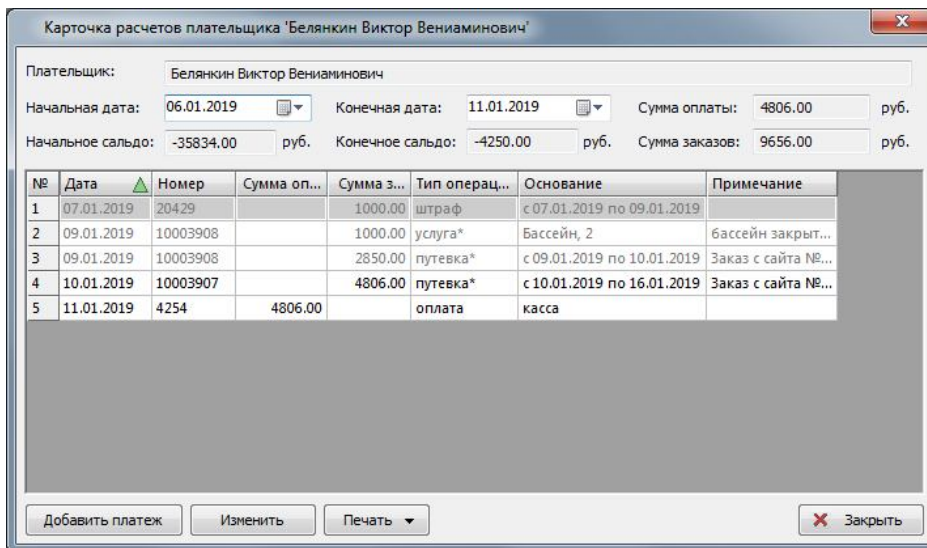 Карточка расчетов плательщика 'Белянкин Виктор Вениаминович'
Плательщик: Белянкин Виктор Вениаминович
Начальная дата: 06.01.2019 Конечная дата: 11.01.2019 Сумма оплаты: 4806.00 руб.
Начальное сальдо: -35834.00 руб. Конечное сальдо: -4250.00 руб. Сумма заказов: 9656.00 руб.
№ Дата Номер Сумма оп... Сумма з... Тип операц... Основание Примечание
1 07.01.2019 20429 1000.00 штраф с 07.01.2019 по 09.01.2019
2 09.01.2019 10003908 1000.00 услуга* Бассейн, 2 бассейн закрыт...
3 09.01.2019 10003908 2850.00 путевка* с 09.01.2019 по 10.01.2019 Заказ с сайта №...
4 10.01.2019 10003907 4806.00 путевка* с 10.01.2019 по 16.01.2019 Заказ с сайта №...
5 11.01.2019 4254 4806.00 оплата касса
Добавить платеж Изменить Печать Закрыть